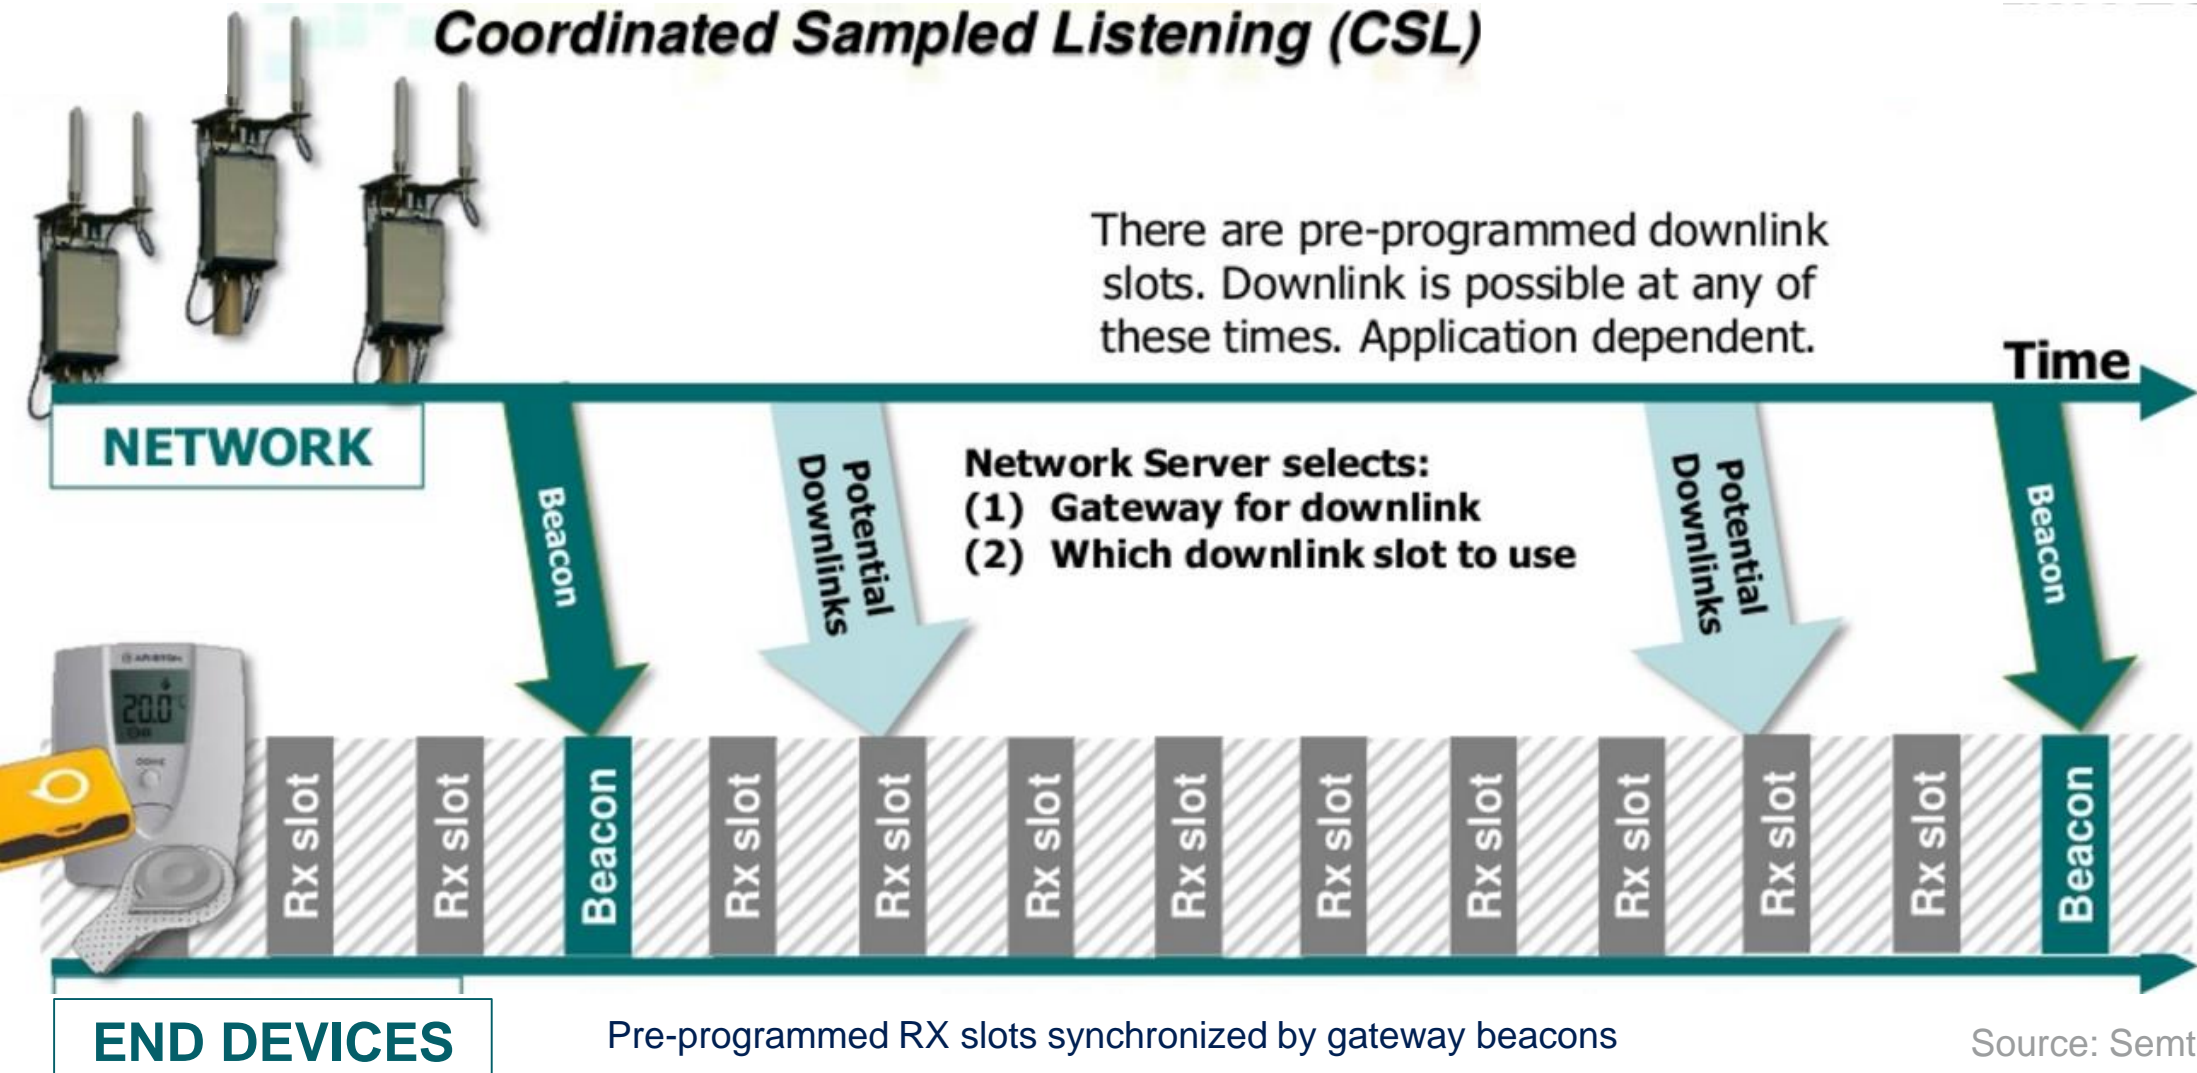 Coordinated Sampled Listening (CSL)
There are pre-programmed downlink
slots. Downlink is possible at any of
these times. Application dependent.
Time
NETWORK
Beacon
Potential
Downlinks
Network Server selects:
(1) Gateway for downlink
(2) Which downlink slot to use
Potential
Downlinks
Beacon
20.0°C
Rx slot
Rx slot
Beacon
Rx slot
Rx slot
Rx slot
Rx slot
Rx slot
Rx slot
Rx slot
Rx slot
Rx slot
Beacon
END DEVICES
Pre-programmed RX slots synchronized by gateway beacons
Source: Semt